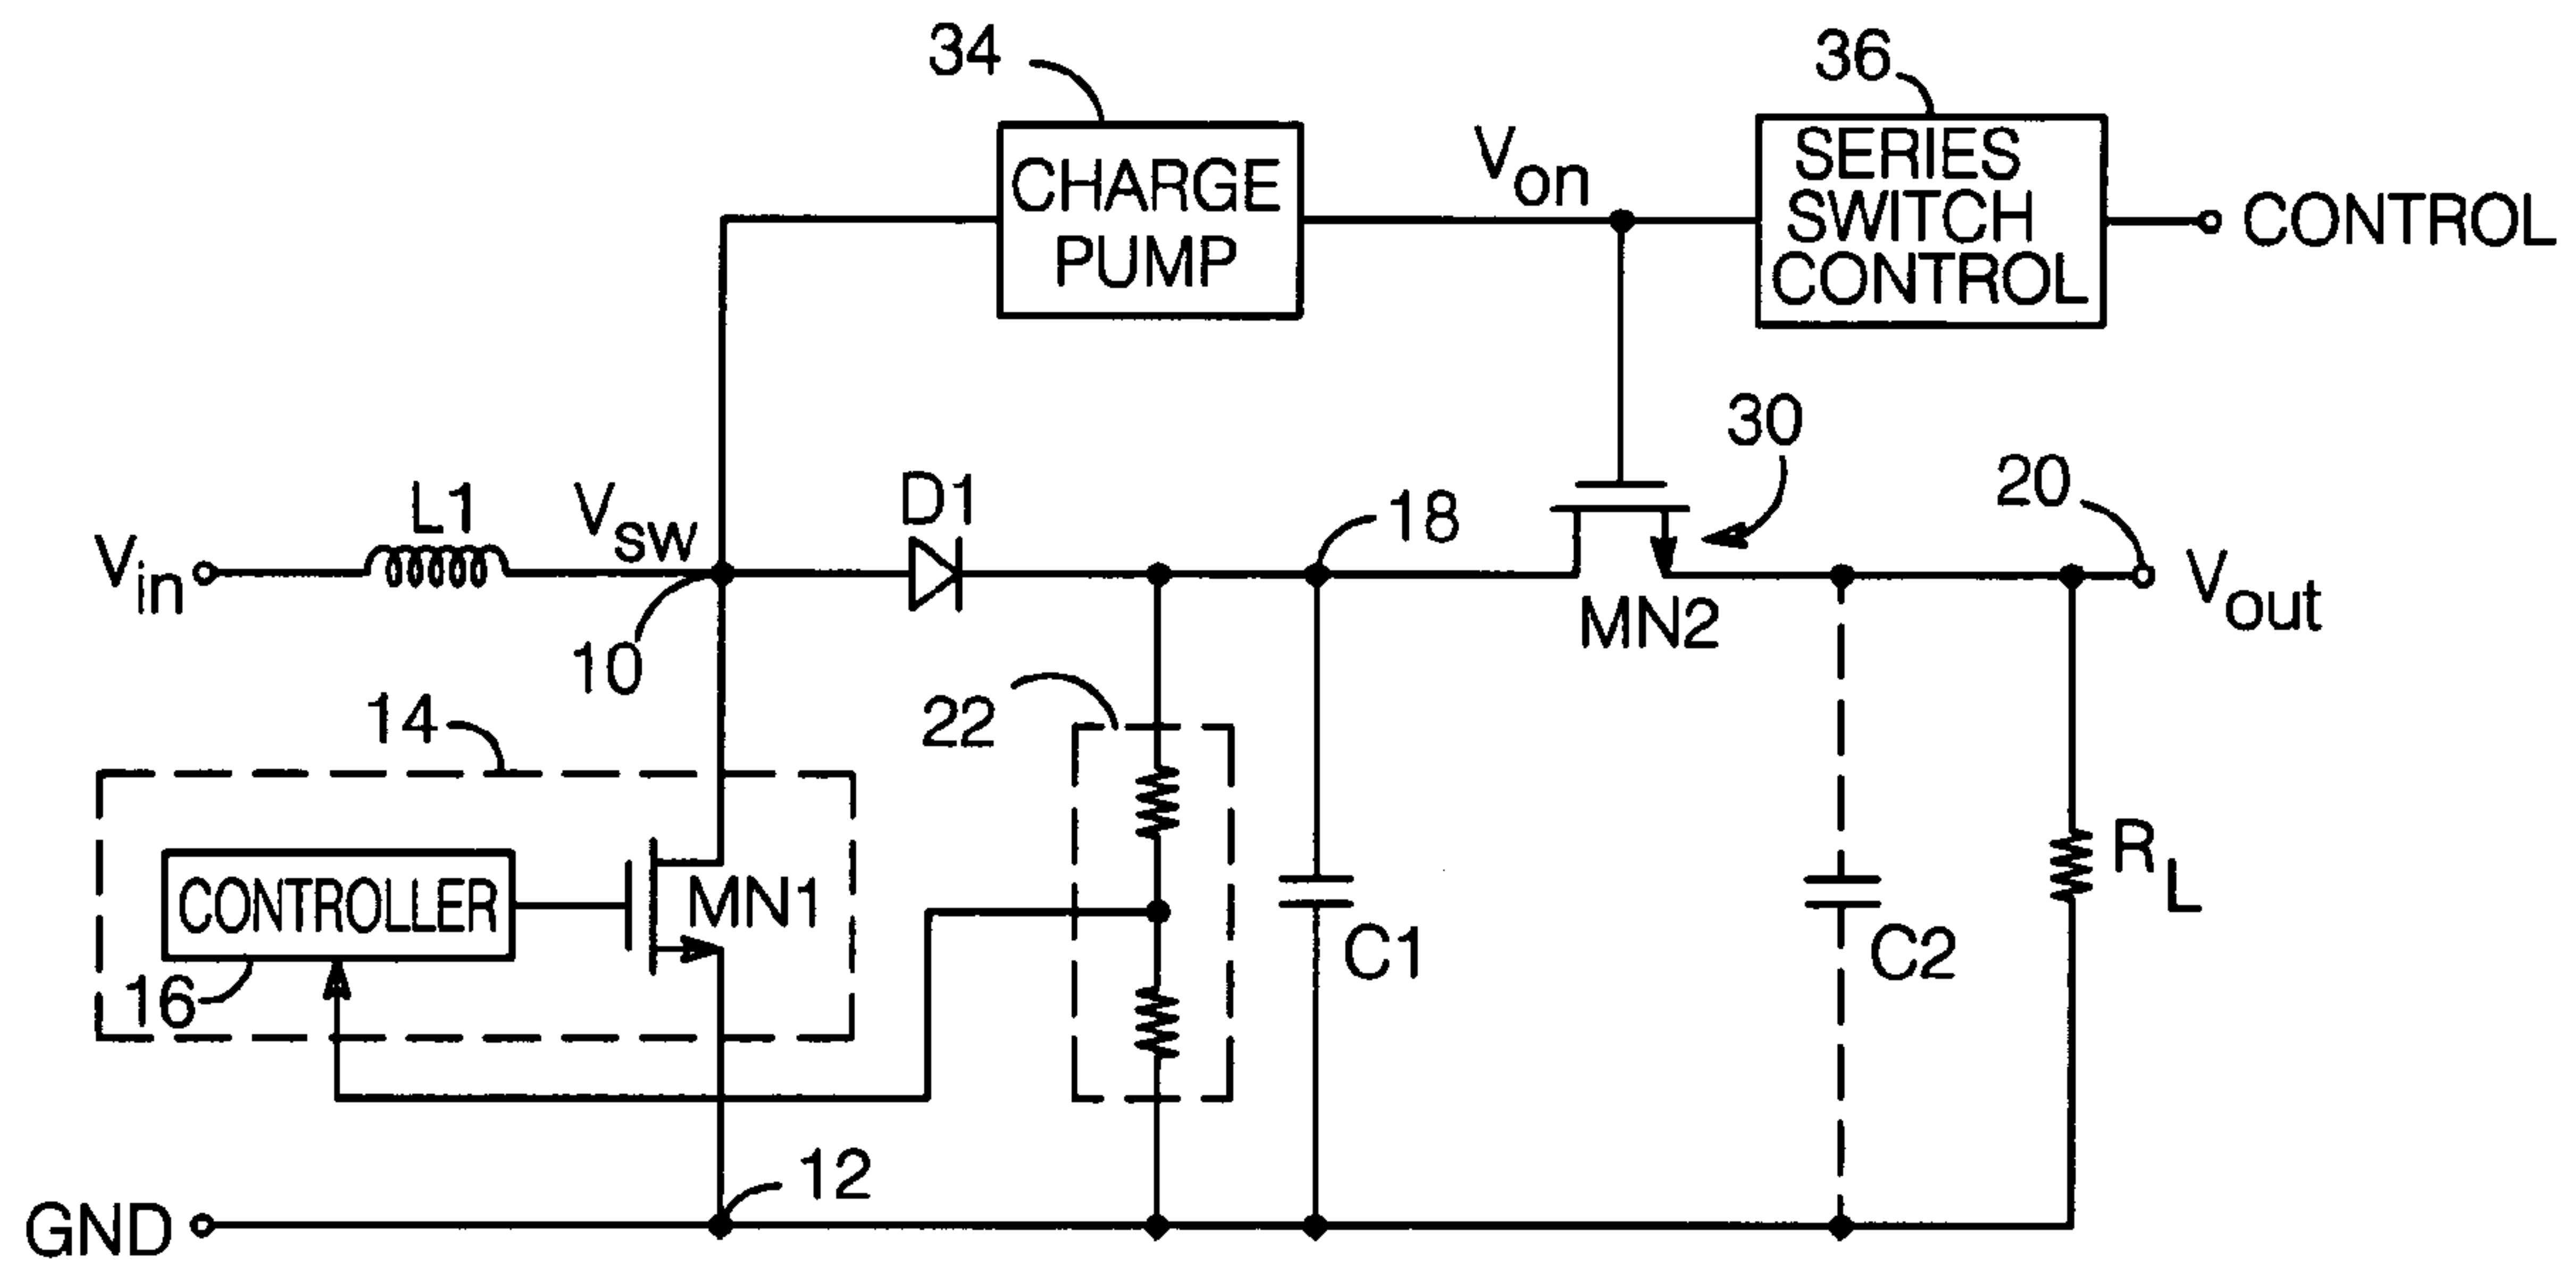 34
36
CHARGE
PUMP
Von
SERIES
SWITCH
CONTROL
CONTROL
30
20
L1
Vsw
D1
18
Vin
Vout
MN2
10
14
22
CONTROLLER
MN1
RL
C1
C2
16
12
GND